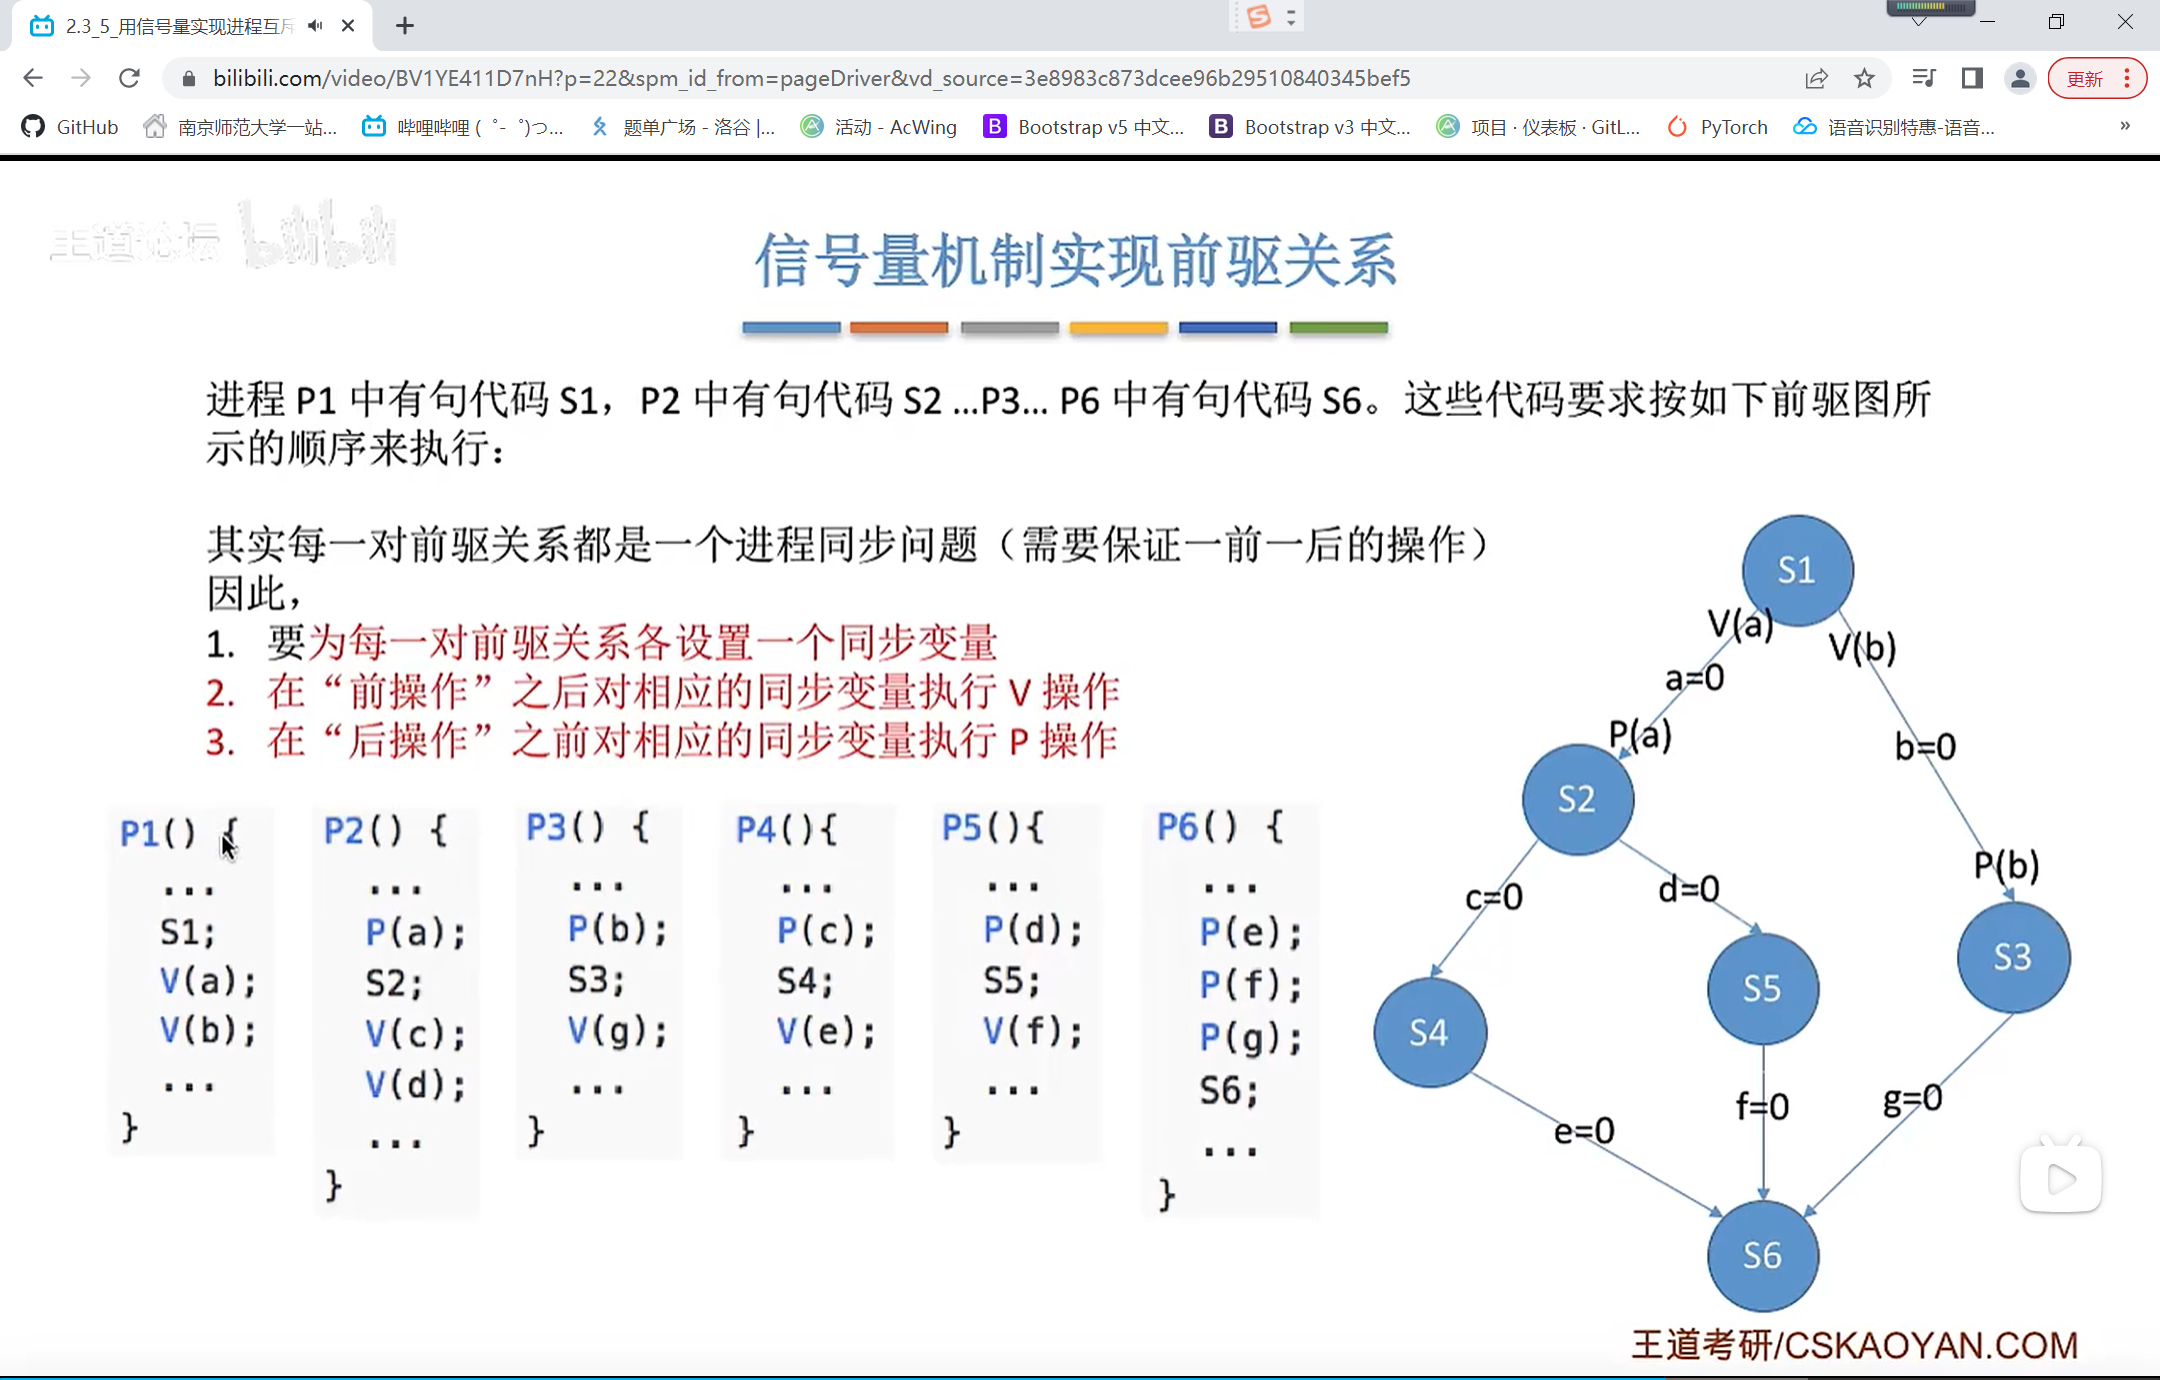 2.3_5_用信号量实现进程互斥
bilibili.com/video/BV1YE411D7nH?p=22&spm_id_from=pageDriver&vd_source=3e8983c873dcee96b29510840345bef5
更新
GitHub
南京师范大学一站...
哔哩哔哩 (゜-゜)つ...
题单广场 - 洛谷 |...
活动 - AcWing
Bootstrap v5 中文...
Bootstrap v3 中文...
项目 · 仪表板 · GitL...
PyTorch
语音识别特惠-语音...
»
王道论坛 bilibili
信号量机制实现前驱关系
进程 P1 中有句代码 S1，P2 中有句代码 S2 ...P3... P6 中有句代码 S6。这些代码要求按如下前驱图所
示的顺序来执行：
其实每一对前驱关系都是一个进程同步问题（需要保证一前一后的操作）
因此，
1. 要为每一对前驱关系各设置一个同步变量
2. 在“前操作”之后对相应的同步变量执行 V 操作
3. 在“后操作”之前对相应的同步变量执行 P 操作
P1() {
...
S1;
V(a);
V(b);
...
}
P2() {
...
P(a);
S2;
V(c);
V(d);
...
}
P3() {
...
P(b);
S3;
V(g);
...
}
P4(){
...
P(c);
S4;
V(e);
...
}
P5(){
...
P(d);
S5;
V(f);
...
}
P6() {
...
P(e);
P(f);
P(g);
S6;
...
}
S1
V(a)
V(b)
a=0
P(a)
b=0
S2
P(b)
c=0
d=0
S3
S5
S4
e=0
f=0
g=0
S6
王道考研/CSKAOYAN.COM